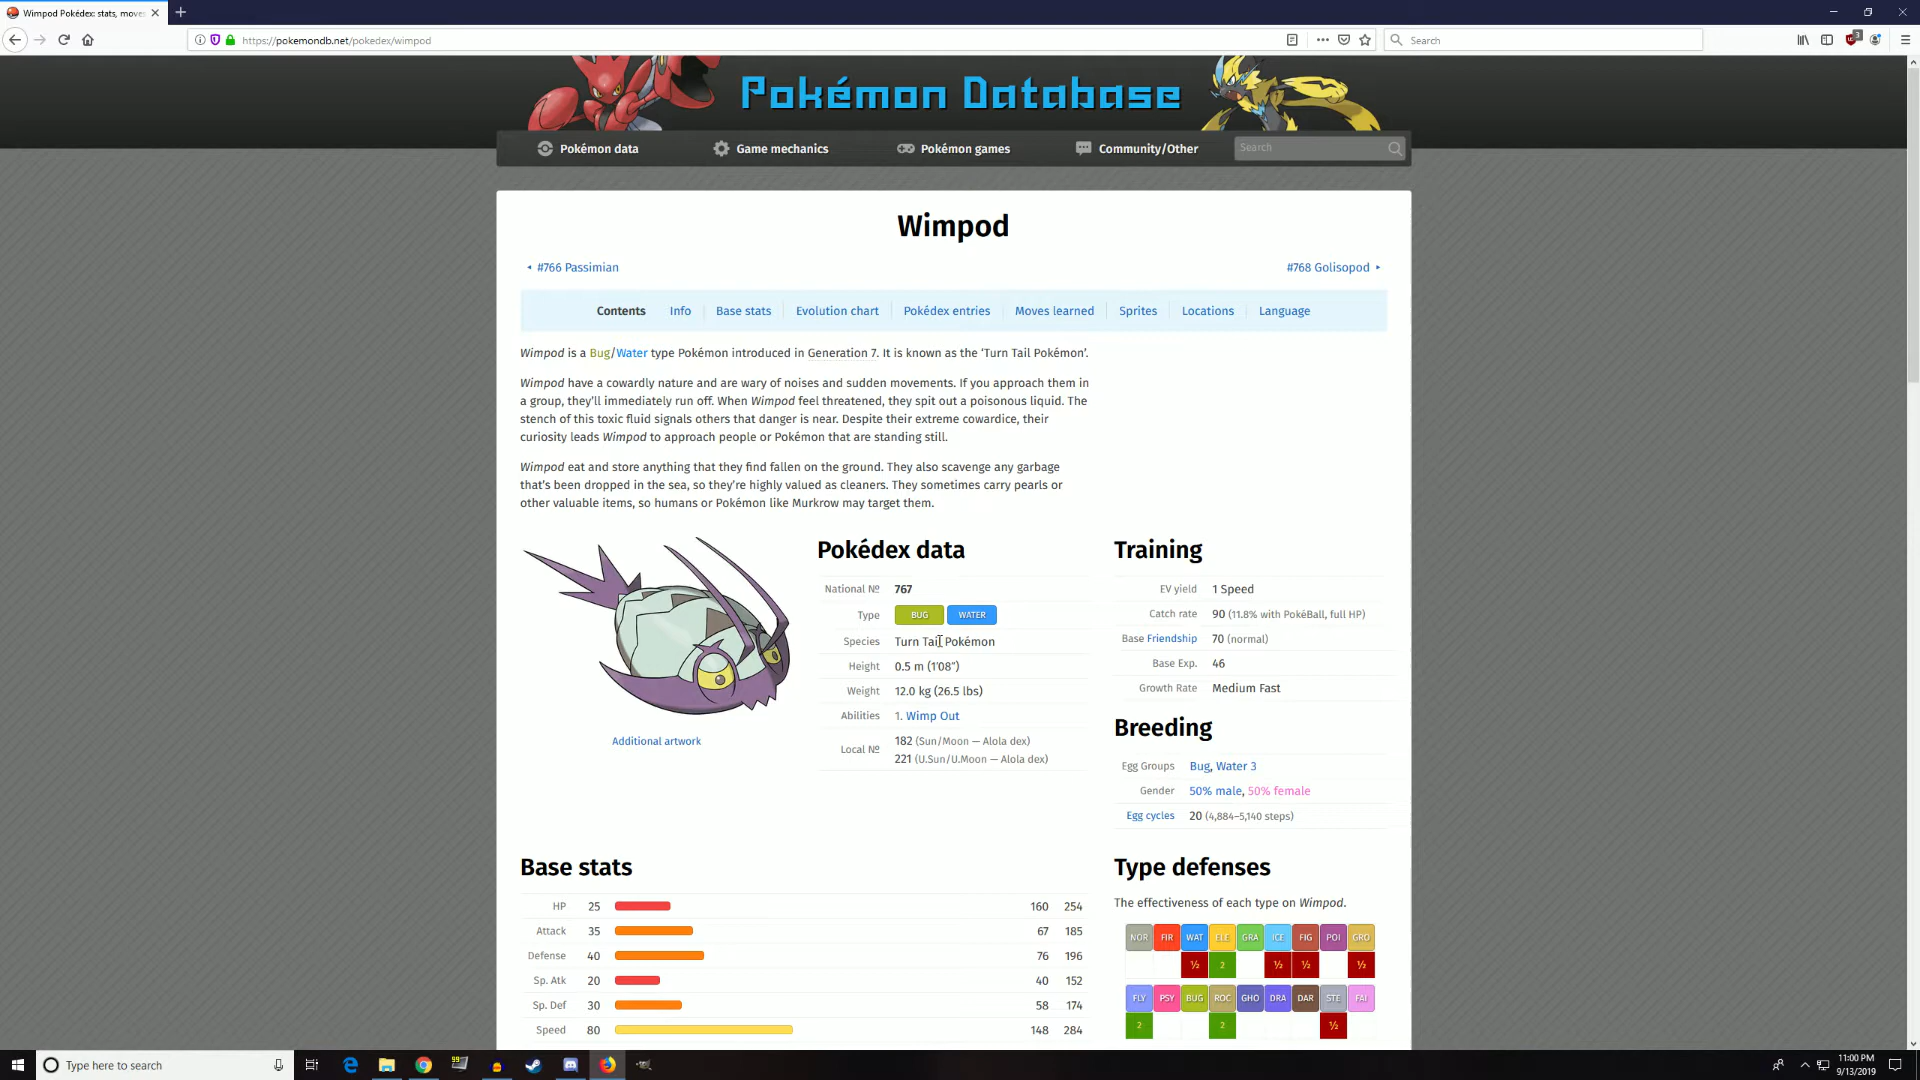 Wimpod Pokédex: stats, moves
https://pokemondb.net/pokedex/wimpod
Search
3
Pokémon Database
Pokémon data
Game mechanics
Pokémon games
Community/Other
Search
Wimpod
#766 Passimian
#768 Golisopod
Contents Info Base stats Evolution chart Pokédex entries Moves learned Sprites Locations Language
Wimpod is a Bug/Water type Pokémon introduced in Generation 7. It is known as the ‘Turn Tail Pokémon’.
Wimpod have a cowardly nature and are wary of noises and sudden movements. If you approach them in
a group, they’ll immediately run off. When Wimpod feel threatened, they spit out a poisonous liquid. The
stench of this toxic fluid signals others that danger is near. Despite their extreme cowardice, their
curiosity leads Wimpod to approach people or Pokémon that are standing still.
Wimpod eat and store anything that they find fallen on the ground. They also scavenge any garbage
that’s been dropped in the sea, so they’re highly valued as cleaners. They sometimes carry pearls or
other valuable items, so humans or Pokémon like Murkrow may target them.
Additional artwork
Pokédex data
National № 767
Type BUG WATER
Species Turn Tail Pokémon
Height 0.5 m (1′08″)
Weight 12.0 kg (26.5 lbs)
Abilities 1. Wimp Out
Local № 182 (Sun/Moon — Alola dex)
221 (U.Sun/U.Moon — Alola dex)
Training
EV yield 1 Speed
Catch rate 90 (11.8% with PokéBall, full HP)
Base Friendship 70 (normal)
Base Exp. 46
Growth Rate Medium Fast
Breeding
Egg Groups Bug, Water 3
Gender 50% male, 50% female
Egg cycles 20 (4,884–5,140 steps)
Base stats
HP 25 160 254
Attack 35 67 185
Defense 40 76 196
Sp. Atk 20 40 152
Sp. Def 30 58 174
Speed 80 148 284
Type defenses
The effectiveness of each type on Wimpod.
NOR FIR WAT ELE GRA ICE FIG POI GRO
½ 2 ½ ½ ½
FLY PSY BUG ROC GHO DRA DAR STE FAI
2 2 ½
Type here to search
99
11:00 PM
9/13/2019